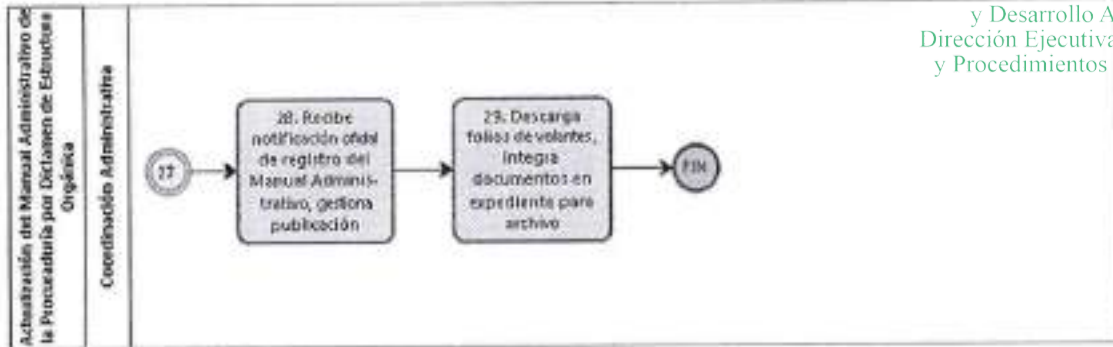 y Desarrollo A
Dirección Ejecutiva
y Procedimientos
Actualización del Manual Administrativo de
la Procuraduría por Dictamen de Estructura
Orgánica
Coordinación Administrativa
27
28. Recibe
notificación oficial
de registro del
Manual Adminis-
trativo, gestiona
publicación
29. Descarga
folios de volantes,
integra
documentos en
expediente para
archivo
FIN